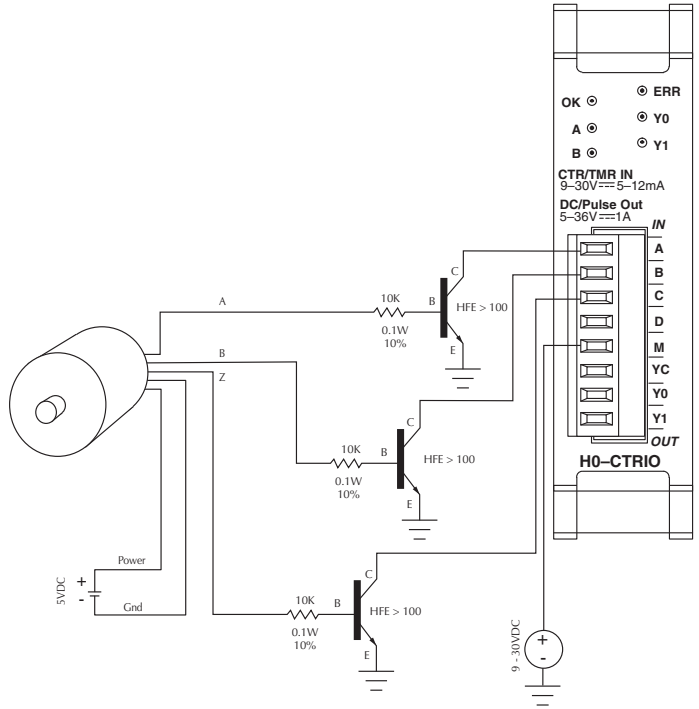 OK
ERR
A
Y0
B
Y1
CTR/TMR IN
9–30V⎓5–12mA
DC/Pulse Out
5–36V⎓1A
IN
A
B
C
D
M
YC
Y0
Y1
OUT
H0–CTRIO
A
10K
0.1W
10%
B
C
E
HFE > 100
B
10K
0.1W
10%
B
C
E
HFE > 100
Z
10K
0.1W
10%
B
C
E
HFE > 100
Power
5VDC
+
-
Gnd
9 - 30VDC
+
-